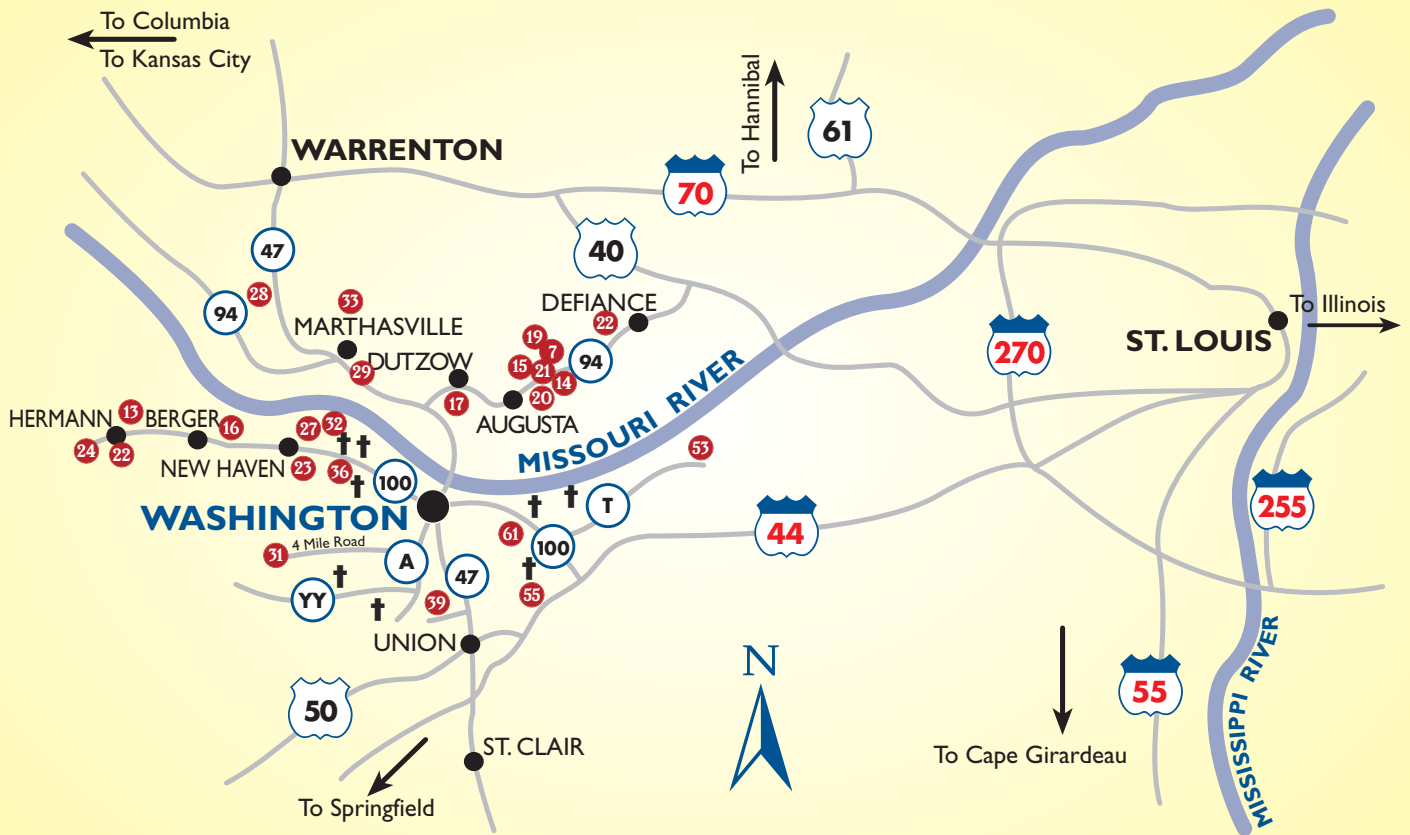 To Columbia
To Kansas City
To Hannibal
61
WARRENTON
70
47
40
28
94
33
MARTHASVILLE
DEFIANCE
22
19
7
94
15
21
14
20
DUTZOW
29
17
AUGUSTA
To Illinois
ST. LOUIS
270
MISSOURI RIVER
HERMANN
13
BERGER
16
27
32
24
22
NEW HAVEN
23
36
100
53
WASHINGTON
T
44
255
61
100
4 Mile Road
31
A
47
YY
39
55
UNION
N
50
55
MISSISSIPPI RIVER
ST. CLAIR
To Cape Girardeau
To Springfield